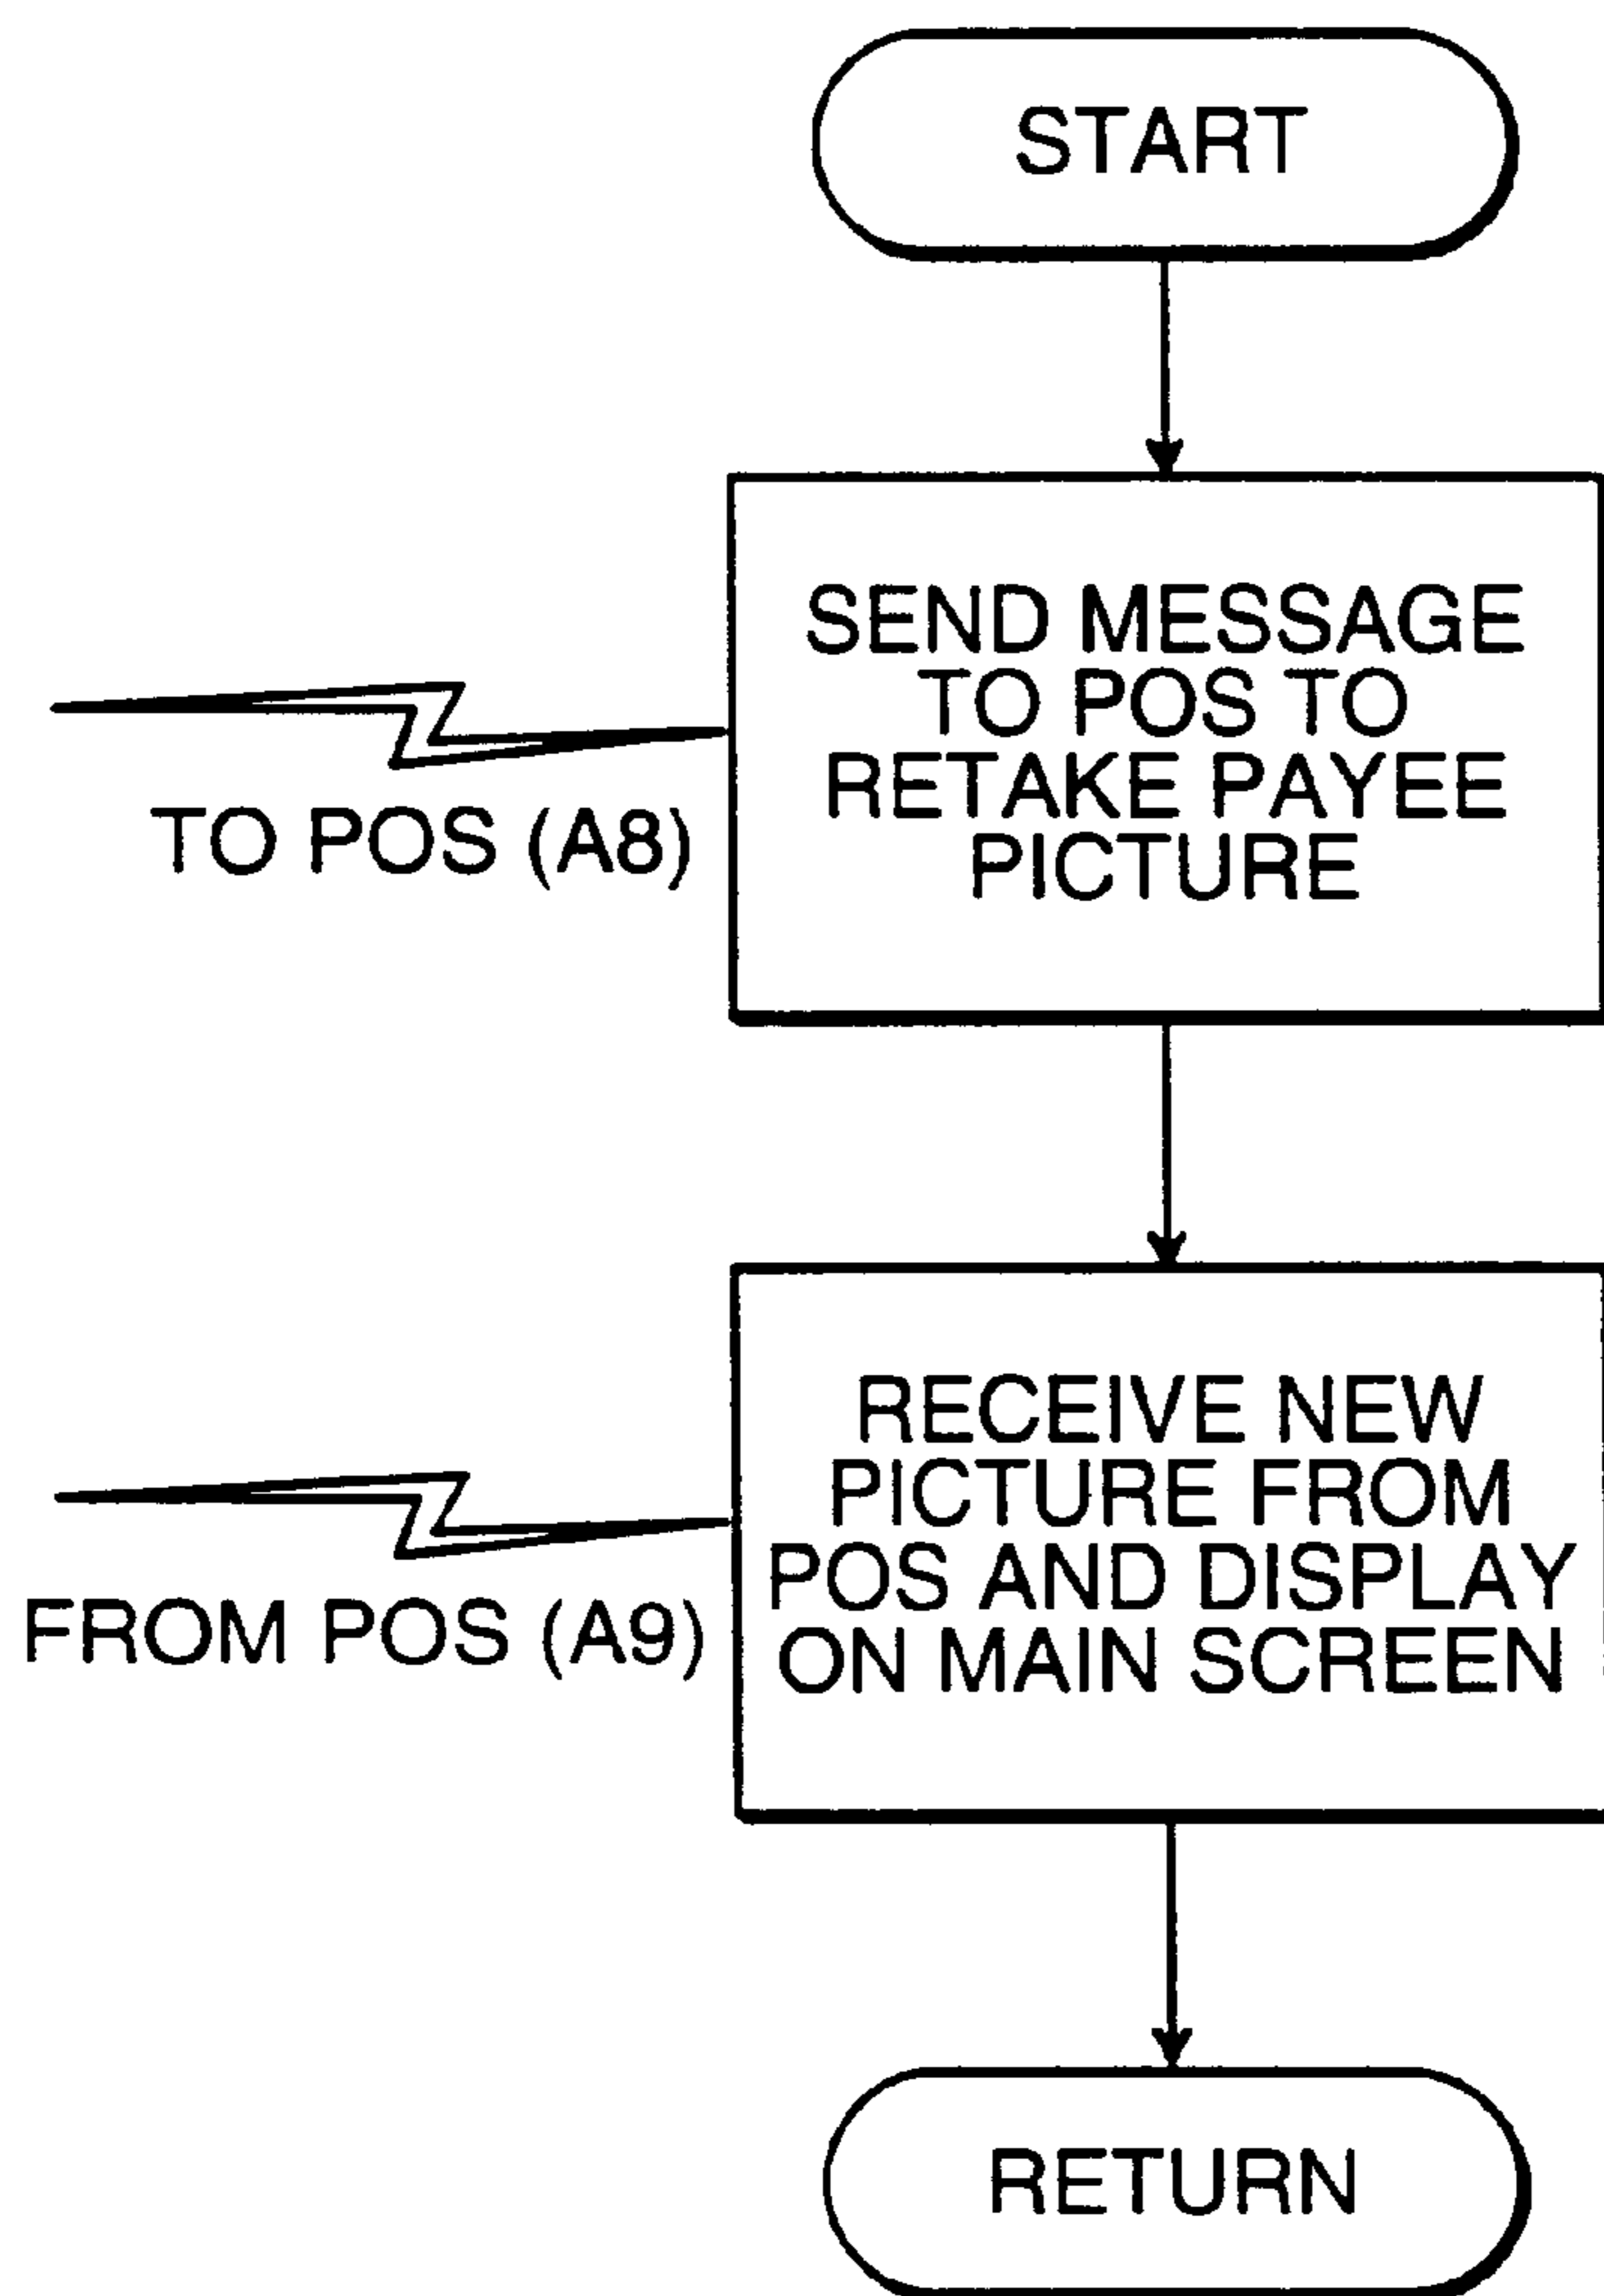 START
SEND MESSAGE
TO POS TO
RETAKE PAYEE
PICTURE
TO POS (A8)
RECEIVE NEW
PICTURE FROM
POS AND DISPLAY
ON MAIN SCREEN
FROM POS (A9)
RETURN